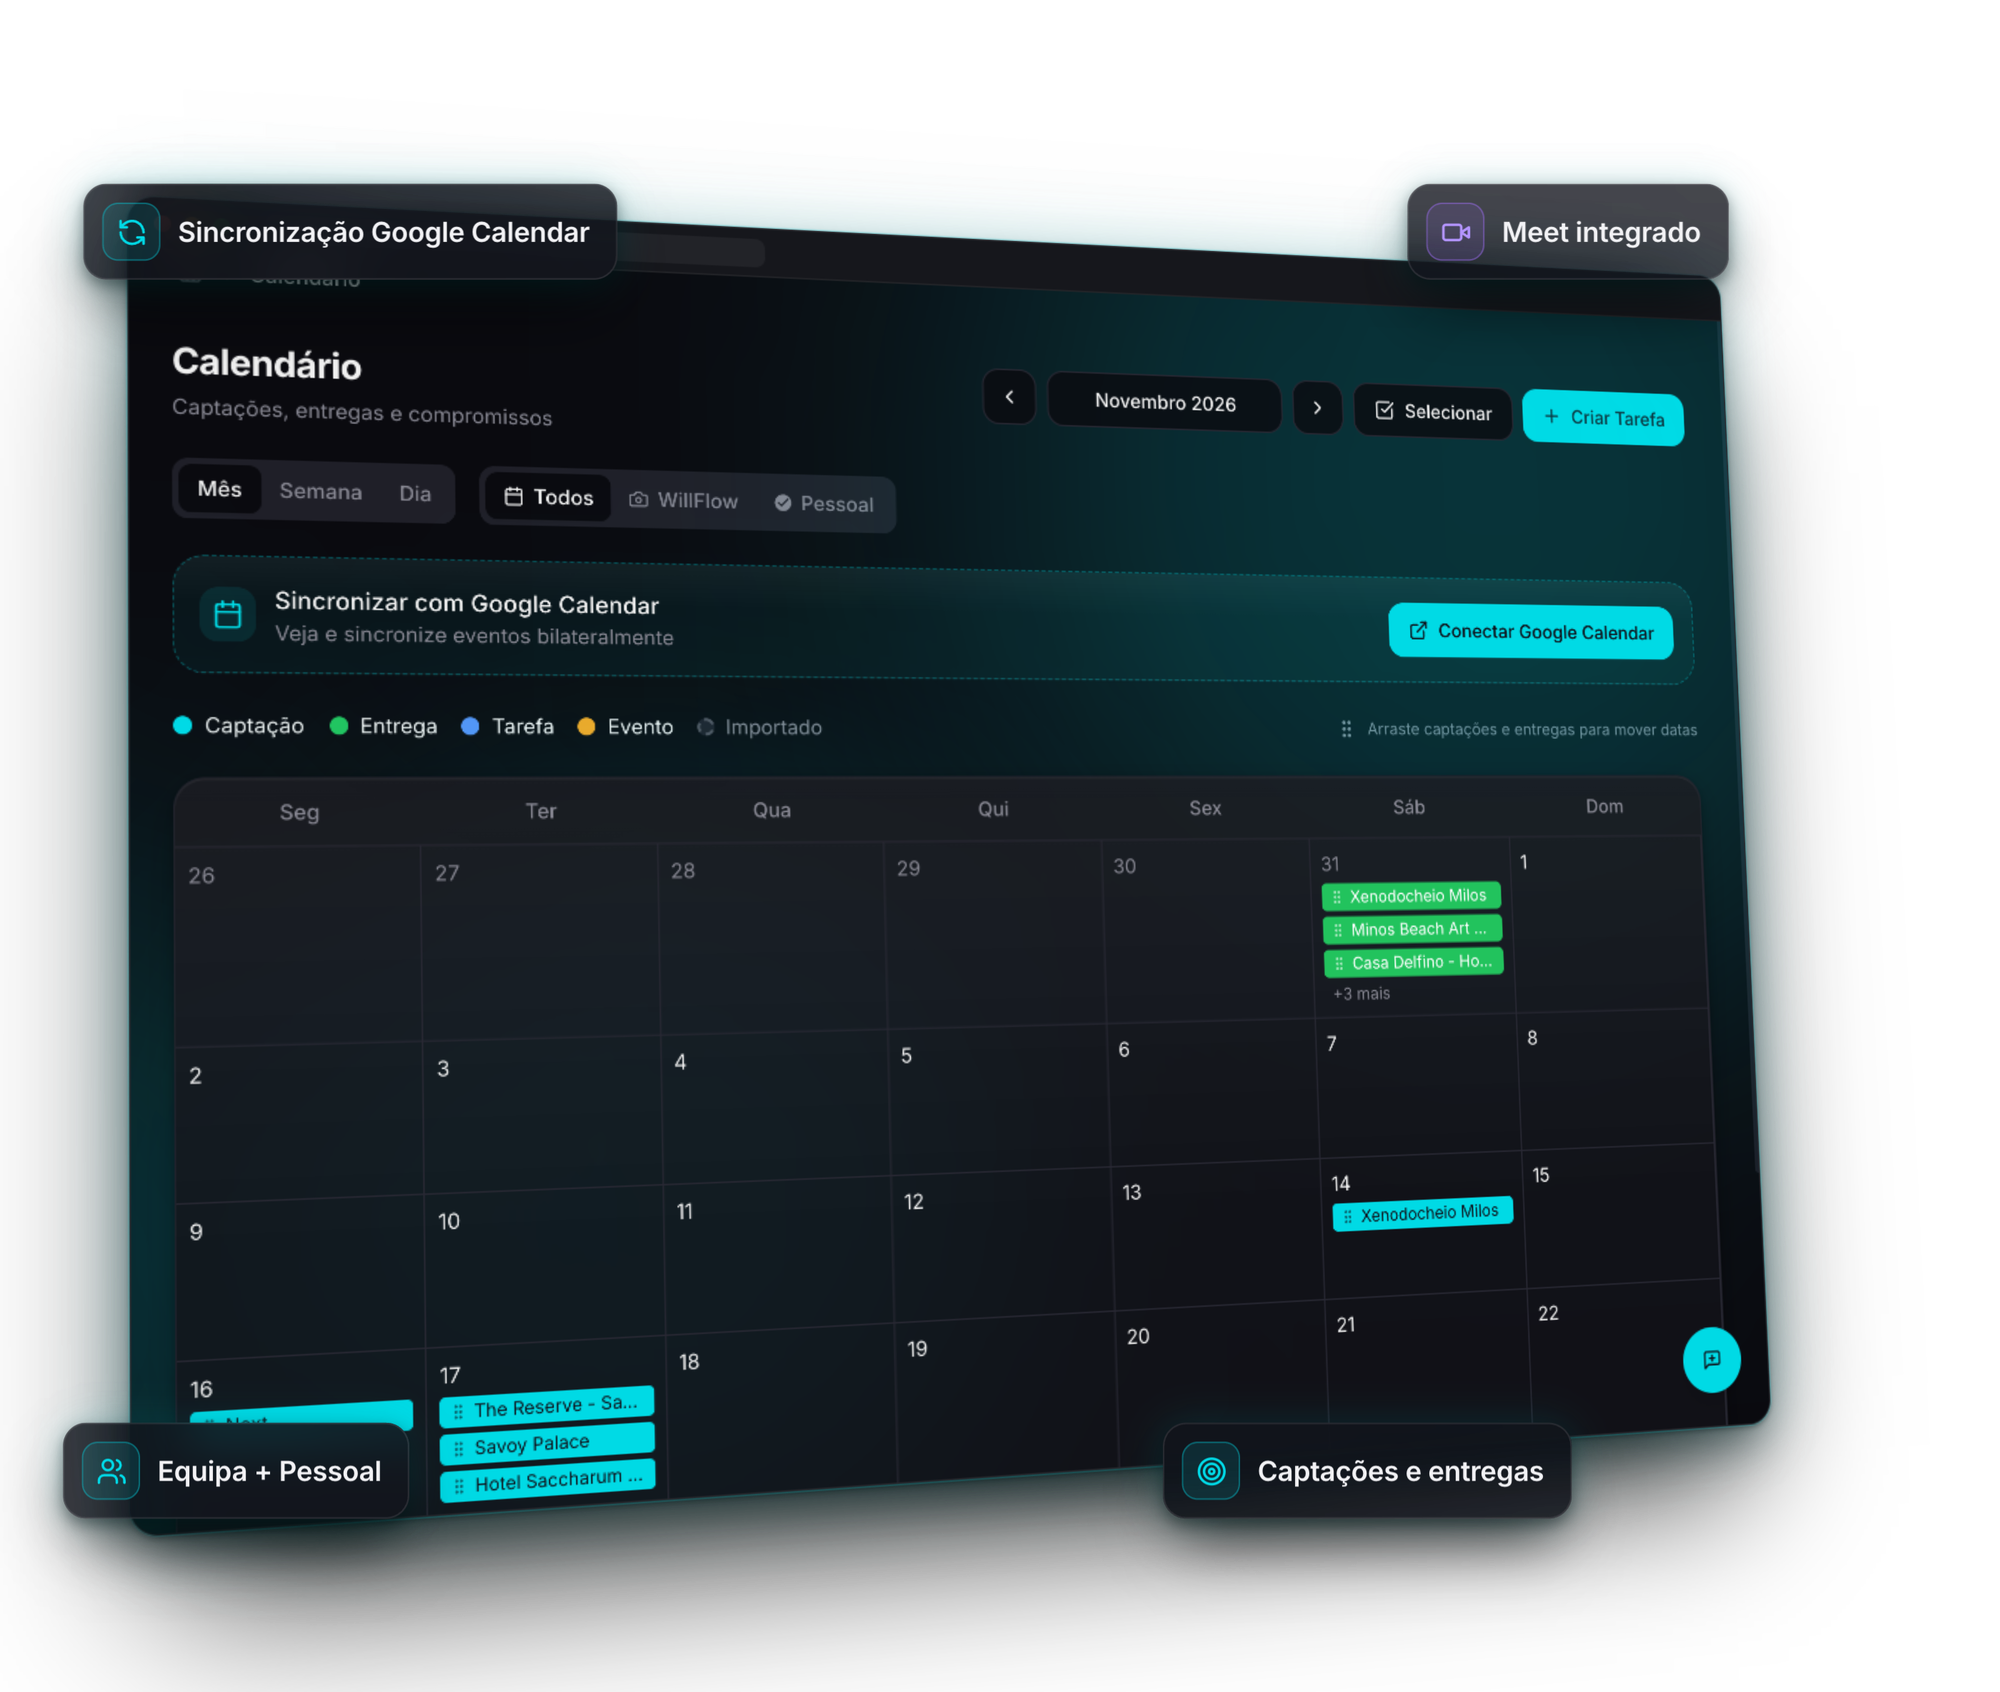 Sincronização Google Calendar
Meet integrado
Calendário
Calendário
Captações, entregas e compromissos
Novembro 2026
Selecionar
+ Criar Tarefa
Mês Semana Dia
Todos WillFlow Pessoal
Sincronizar com Google Calendar
Veja e sincronize eventos bilateralmente
Conectar Google Calendar
Captação Entrega Tarefa Evento Importado
Arraste captações e entregas para mover datas
Seg Ter Qua Qui Sex Sáb Dom
26 27 28 29 30 31 1
Xenodocheio Milos
Minos Beach Art ...
Casa Delfino - Ho...
+3 mais
2 3 4 5 6 7 8
9 10 11 12 13 14 15
Xenodocheio Milos
16 17 18 19 20 21 22
Next
The Reserve - Sa...
Savoy Palace
Hotel Saccharum ...
Equipa + Pessoal
Captações e entregas